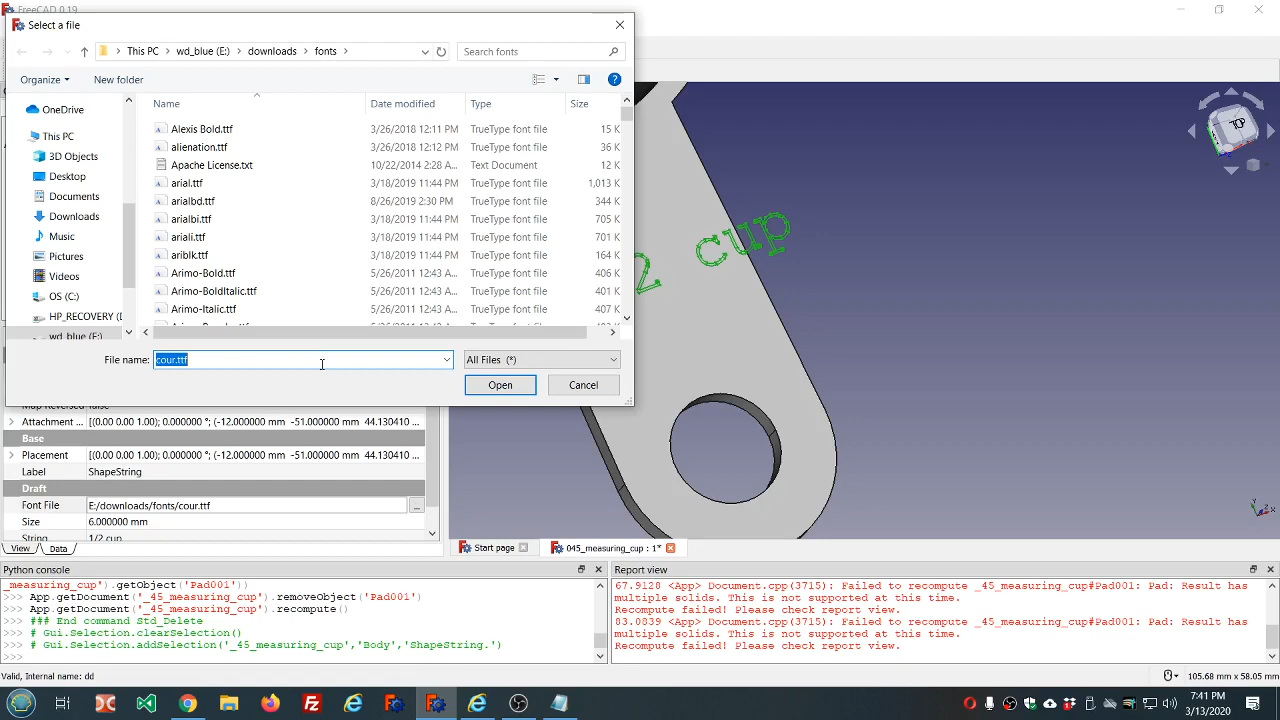 FreeCAD 0.
Select a file
This PC > wd_blue (E:) > downloads > fonts >
Search fonts
Organize
New folder
Name
Date modified
Type
Size
OneDrive
This PC
3D Objects
Desktop
Documents
Downloads
Music
Pictures
Videos
OS (C:)
HP_RECOVERY (
wd_blue (E:)
Alexis Bold.ttf 3/26/2018 12:11 PM TrueType font file 15 K
alienation.ttf 3/26/2018 12:12 PM TrueType font file 36 K
Apache License.txt 10/22/2014 2:28 A... Text Document 12 K
arial.ttf 3/18/2019 11:44 PM TrueType font file 1,013 K
arialbd.ttf 8/26/2019 2:30 PM TrueType font file 344 K
arialbi.ttf 3/18/2019 11:44 PM TrueType font file 705 K
ariali.ttf 3/18/2019 11:44 PM TrueType font file 701 K
ariblk.ttf 3/18/2019 11:44 PM TrueType font file 164 K
Arimo-Bold.ttf 5/26/2011 12:43 A... TrueType font file 406 K
Arimo-BoldItalic.ttf 5/26/2011 12:43 A... TrueType font file 401 K
Arimo-Italic.ttf 5/26/2011 12:43 A... TrueType font file 407 K
File name: cour.ttf
All Files (*)
Open
Cancel
2 cup
TOP
Map Reversed false
Attachment ... [(0.00 0.00 1.00); 0.000000 °; (-12.000000 mm -51.000000 mm 44.130410
Base
Placement [(0.00 0.00 1.00); 0.000000 °; (-12.000000 mm -51.000000 mm 44.130410
Label ShapeString
Draft
Font File E:/downloads/fonts/cour.ttf ...
Size 6.000000 mm
String 1/2 cup
View Data
Start page
045_measuring_cup : 1*
Python console
_measuring_cup').getObject('Pad001'))
>>> App.getDocument('_45_measuring_cup').removeObject('Pad001')
>>> App.getDocument('_45_measuring_cup').recompute()
>>> ### End command Std_Delete
>>> # Gui.Selection.clearSelection()
>>> # Gui.Selection.addSelection('_45_measuring_cup','Body','ShapeString.')
>>>
Report view
67.9128 <App> Document.cpp(3715): Failed to recompute _45_measuring_cup#Pad001: Pad: Result has
multiple solids. This is not supported at this time.
Recompute failed! Please check report view.
83.0839 <App> Document.cpp(3715): Failed to recompute _45_measuring_cup#Pad001: Pad: Result has
multiple solids. This is not supported at this time.
Recompute failed! Please check report view.
Valid, Internal name: dd
105.68 mm x 58.05 mm
7:41 PM
3/13/2020